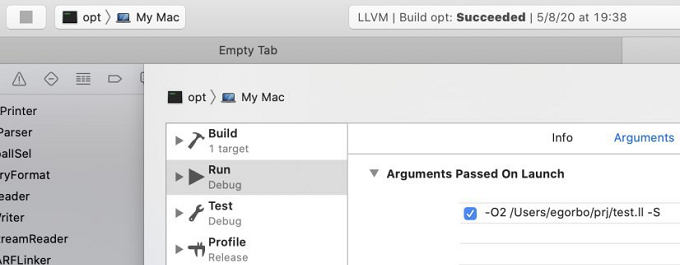 opt 〉 My Mac
LLVM | Build opt: Succeeded | 5/8/20 at 19:38
Empty Tab
Printer
Parser
ballSel
ryFormat
eader
Vriter
treamReader
ARFLinker
opt 〉 My Mac
Build
1 target
Run
Debug
Test
Debug
Profile
Release
Info
Arguments
Arguments Passed On Launch
-O2 /Users/egorbo/prj/test.ll -S